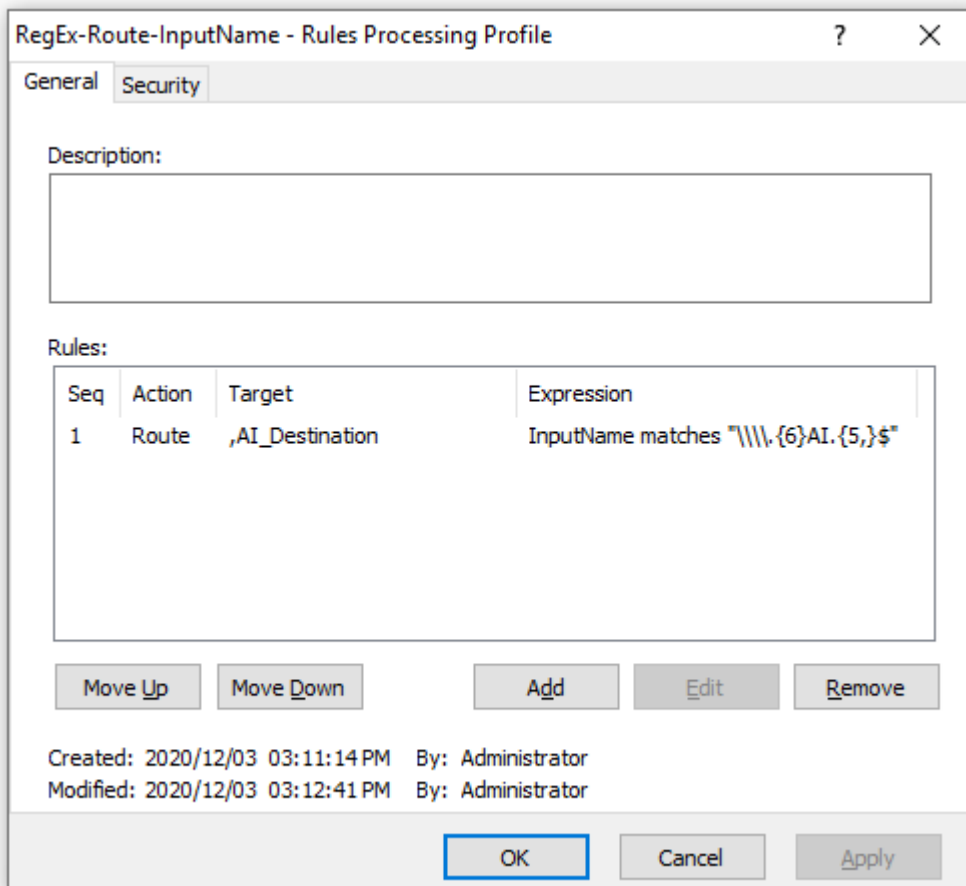 RegEx-Route-InputName - Rules Processing Profile ? ✕
General Security
Description:
Rules:
Seq Action Target Expression
1 Route ,AI_Destination InputName matches "\\\\.{6}AI.{5,}$"
Move Up Move Down Add Edit Remove
Created: 2020/12/03 03:11:14 PM By: Administrator
Modified: 2020/12/03 03:12:41 PM By: Administrator
OK Cancel Apply